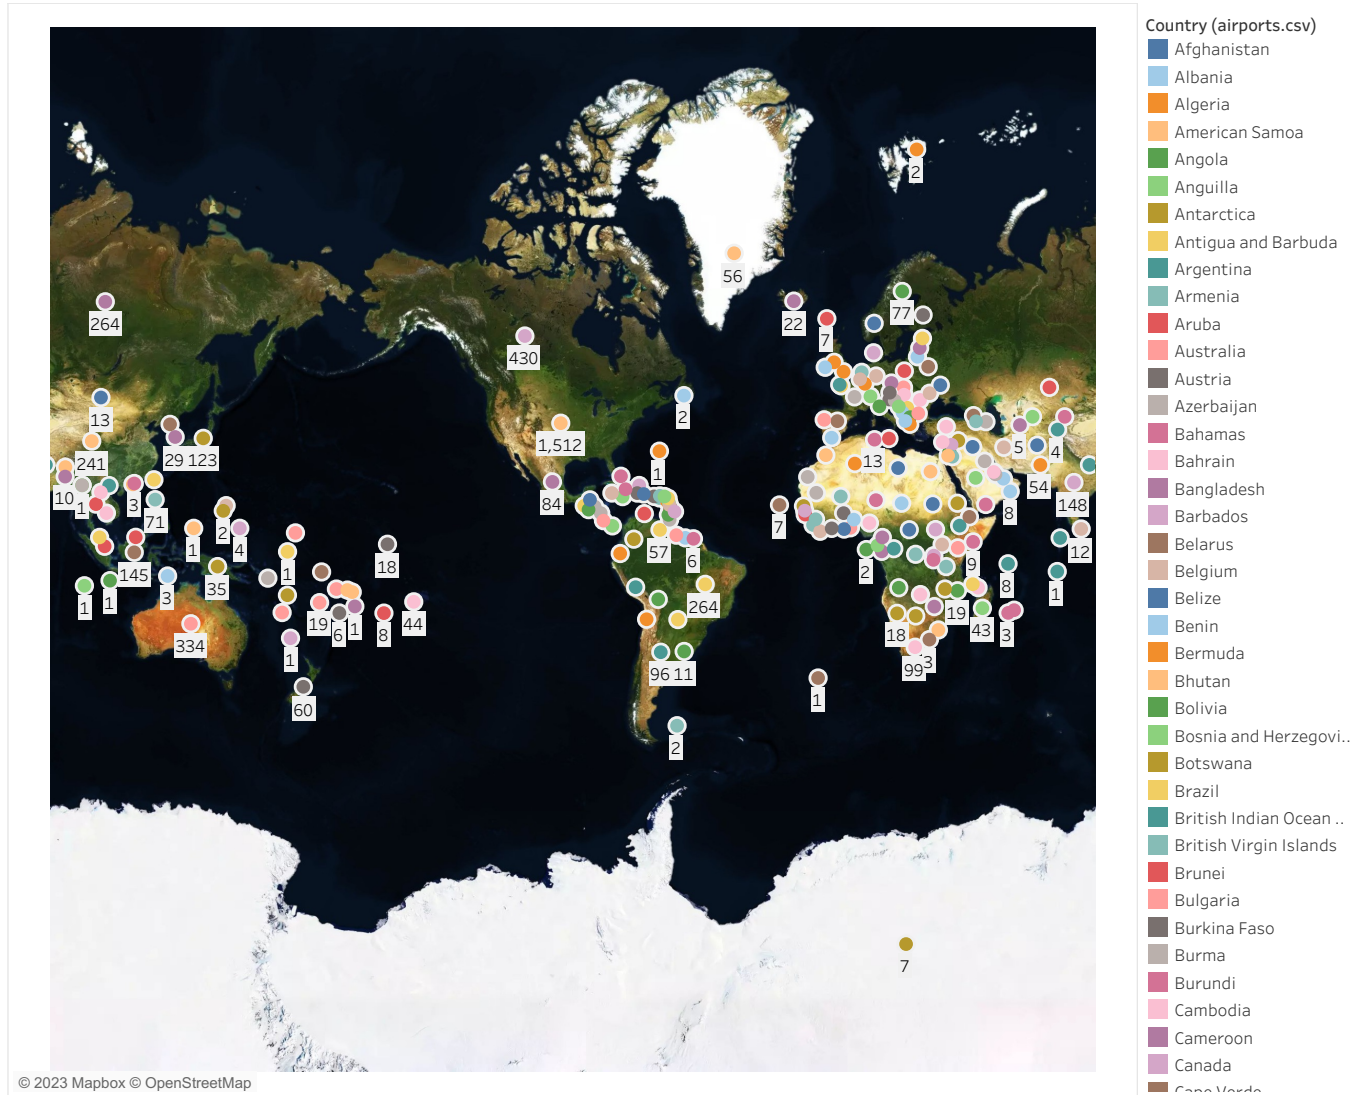 Country (airports.csv)
Afghanistan
Albania
Algeria
American Samoa
Angola
Anguilla
Antarctica
Antigua and Barbuda
Argentina
Armenia
Aruba
Australia
Austria
Azerbaijan
Bahamas
Bahrain
Bangladesh
Barbados
Belarus
Belgium
Belize
Benin
Bermuda
Bhutan
Bolivia
Bosnia and Herzegovi..
Botswana
Brazil
British Indian Ocean ..
British Virgin Islands
Brunei
Bulgaria
Burkina Faso
Burma
Burundi
Cambodia
Cameroon
Canada
Cape Verde
2
56
264
22
77
7
430
13
2
1,512
241
29 123
13
5
4
10
1
3
71
84
1
54
148
8
7
1
2
4
57
6
12
145
18
2
9
1
1
3
35
1
264
8
1
334
19
6
1
8
44
18
19
43
3
1
96 11
99
3
60
1
2
7
© 2023 Mapbox © OpenStreetMap